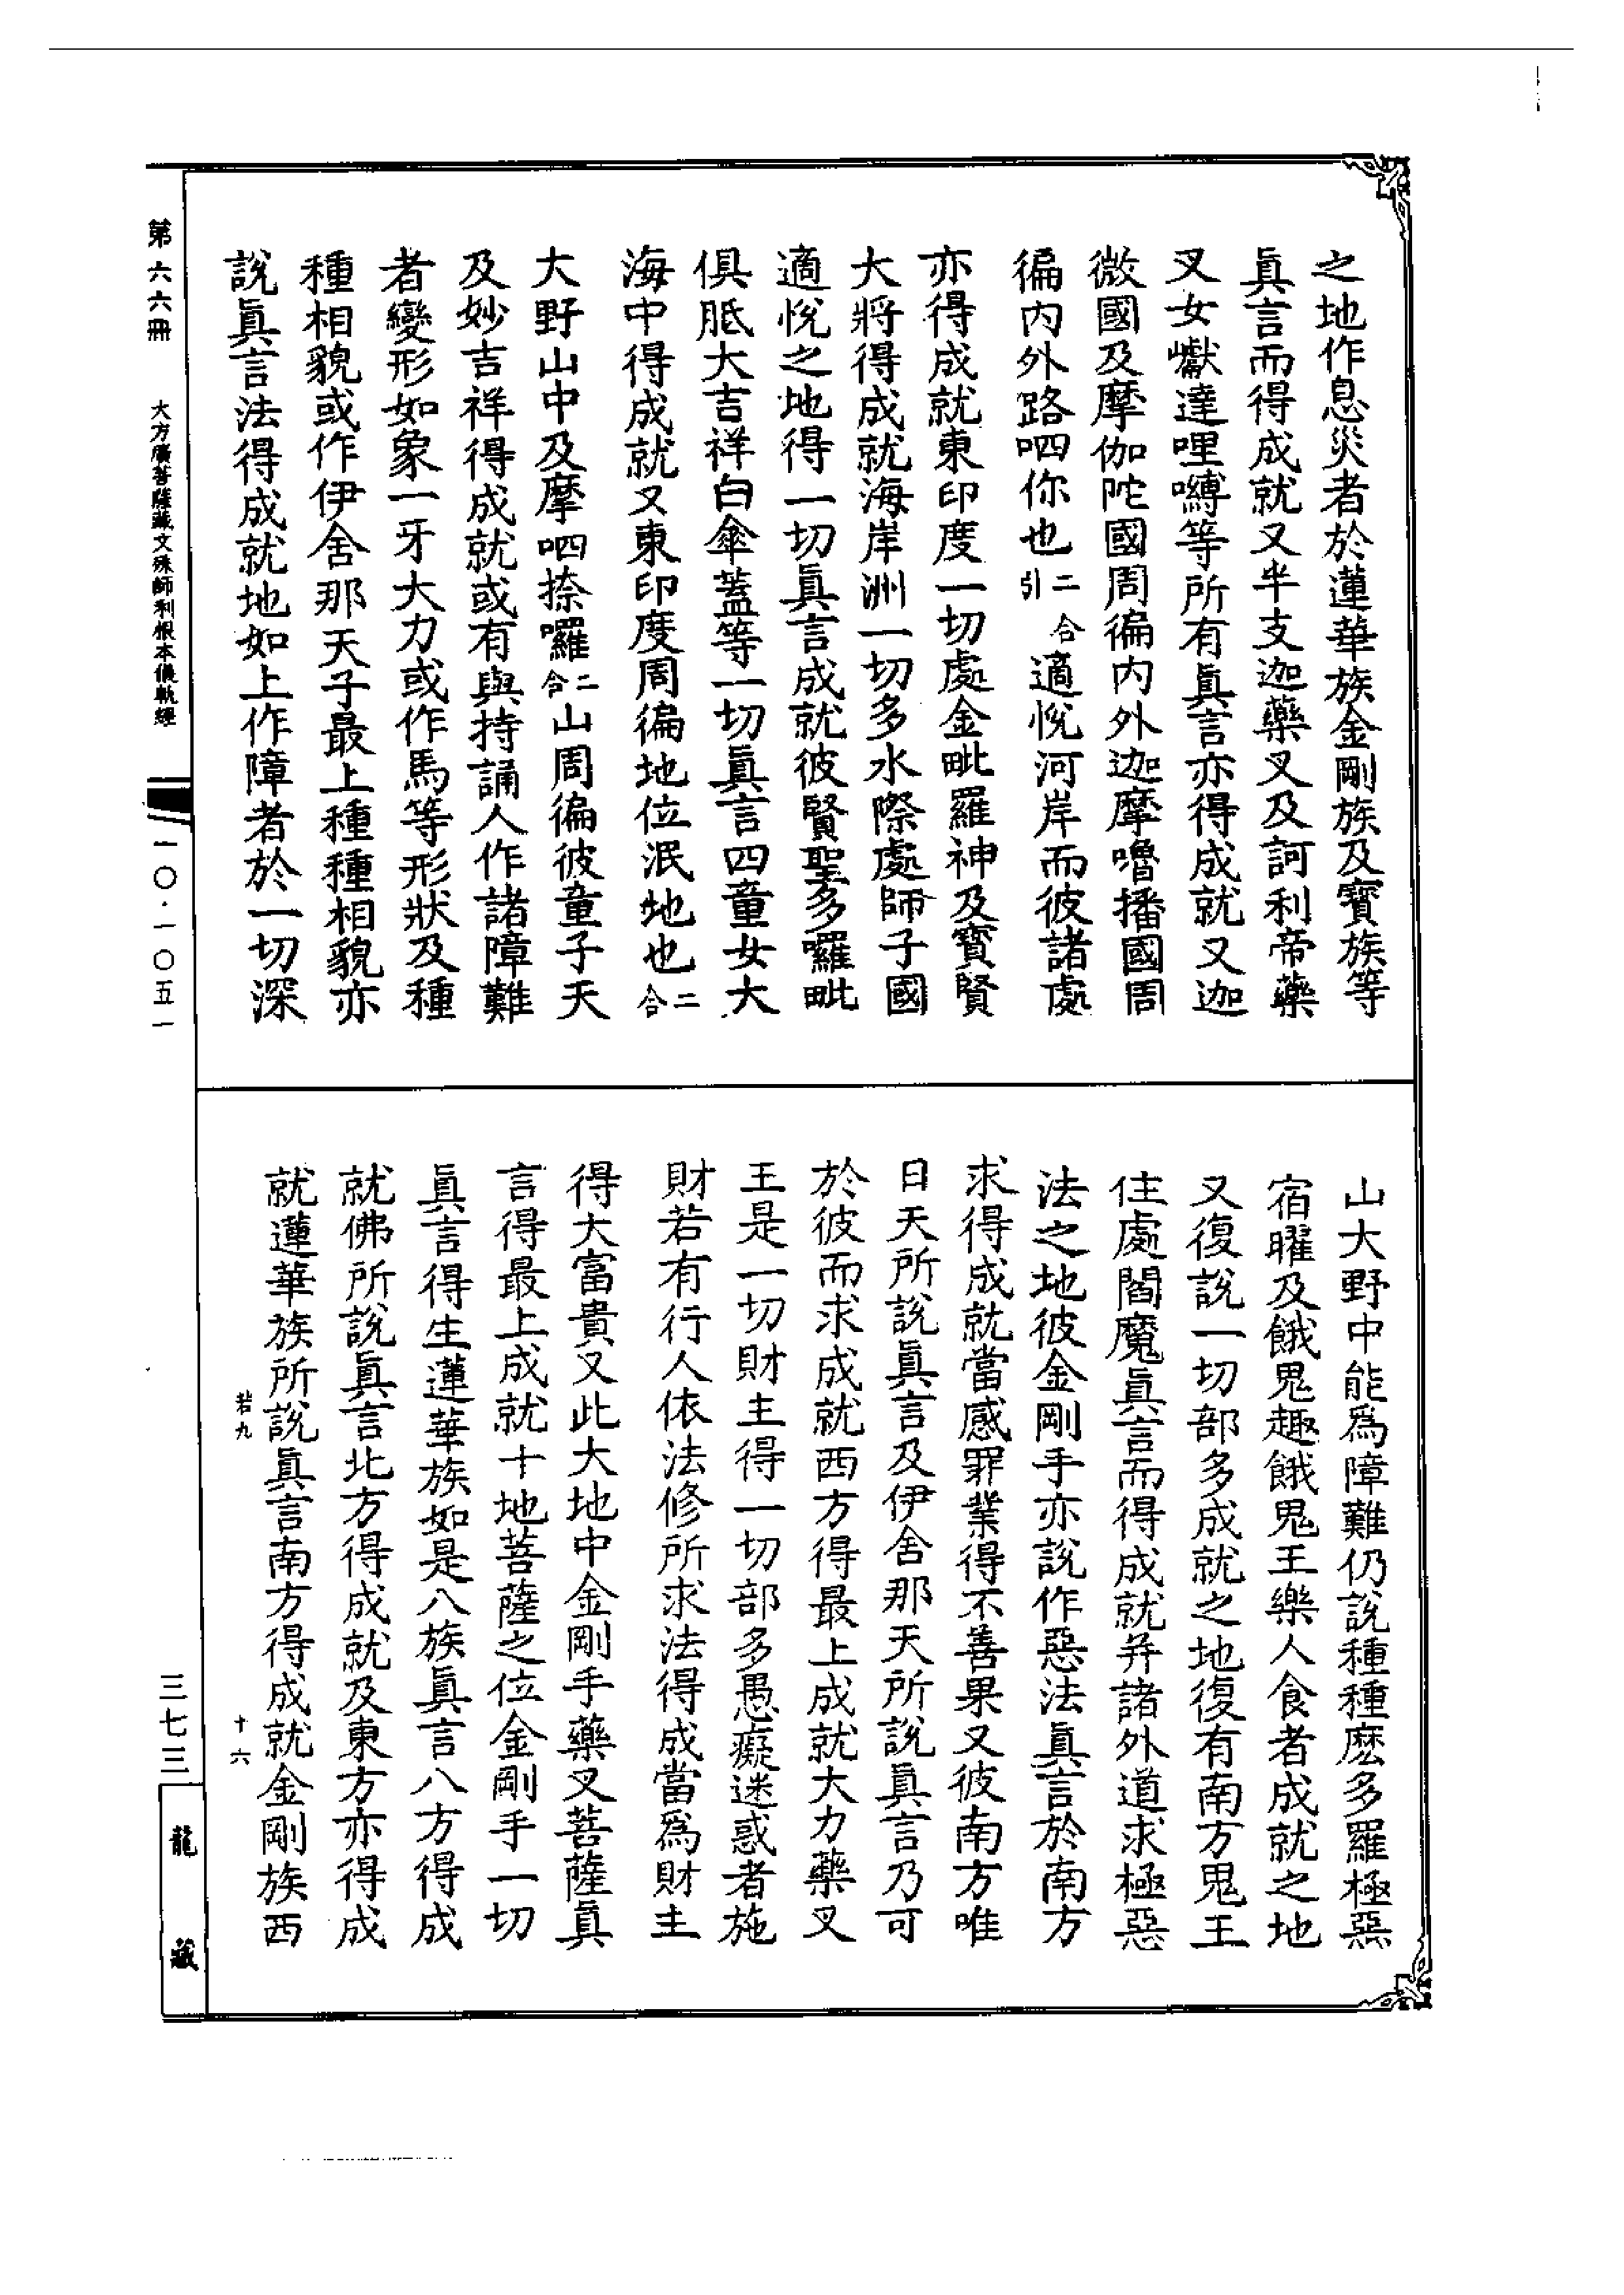 之地作息災者於蓮華族金剛族及寶族等
眞言而得成就又半支迦藥叉及訶利帝藥
叉女巘達哩嚩等所有眞言亦得成就又迦
微國及摩伽陀國周徧內外迦摩嚕播國周
徧內外路呬你也二合引適悅河岸而彼諸處
亦得成就東印度一切處金毗羅神及寶賢
大將得成就海岸洲一切多水際處師子國
適悅之地得一切眞言成就彼賢聖多囉毗
俱胝大吉祥白傘蓋等一切眞言四童女大
海中得成就又東印度周徧地位泯地也二合
大野山中及摩呬捺囉二合山周徧彼童子天
及妙吉祥得成就或有與持誦人作諸障難
者變形如象一牙大力或作馬等形狀及種
種相貌或作伊舍那天子最上種種相貌亦
說眞言法得成就地如上作障者於一切深
山大野中能爲障難仍說種種麽多羅極惡
宿曜及餓鬼趣餓鬼王樂人食者成就之地
又復說一切部多成就之地復有南方鬼王
住處閻魔眞言而得成就并諸外道求極惡
法之地彼金剛手亦說作惡法眞言於南方
求得成就當感罪業得不善果又彼南方唯
日天所說眞言及伊舍那天所說眞言乃可
於彼而求成就西方得最上成就大力藥叉
王是一切財主得一切部多愚癡迷惑者施
財若有行人依法修所求法得成當爲財主
得大富貴又此大地中金剛手藥叉菩薩眞
言得最上成就十地菩薩之位金剛手一切
眞言得生蓮華族如是八族眞言八方得成
就佛所說眞言北方得成就及東方亦得成
就蓮華族所說眞言南方得成就金剛族西
若九
十六
第六六冊
大方廣菩薩藏文殊師利根本儀軌經
一〇·一〇五一
三七三
龍藏